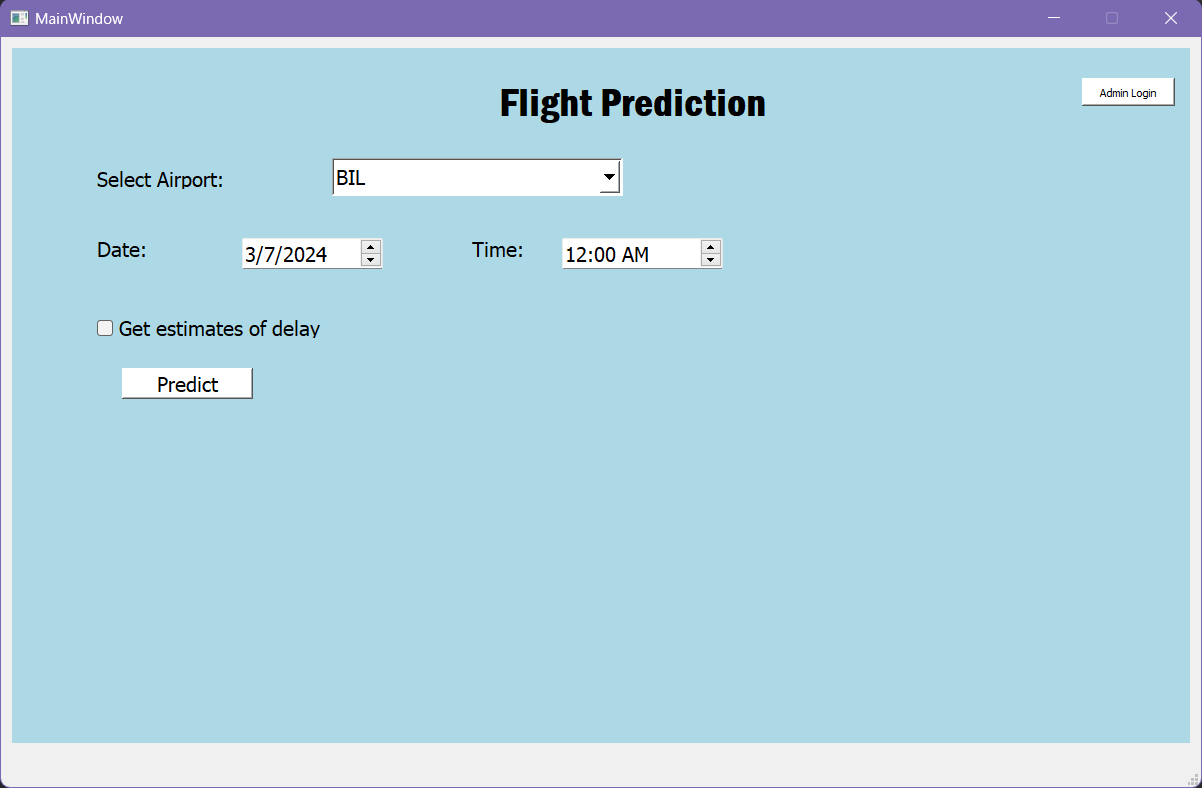 MainWindow
Flight Prediction
Admin Login
Select Airport: BIL
Date: 3/7/2024 Time: 12:00 AM
Get estimates of delay
Predict